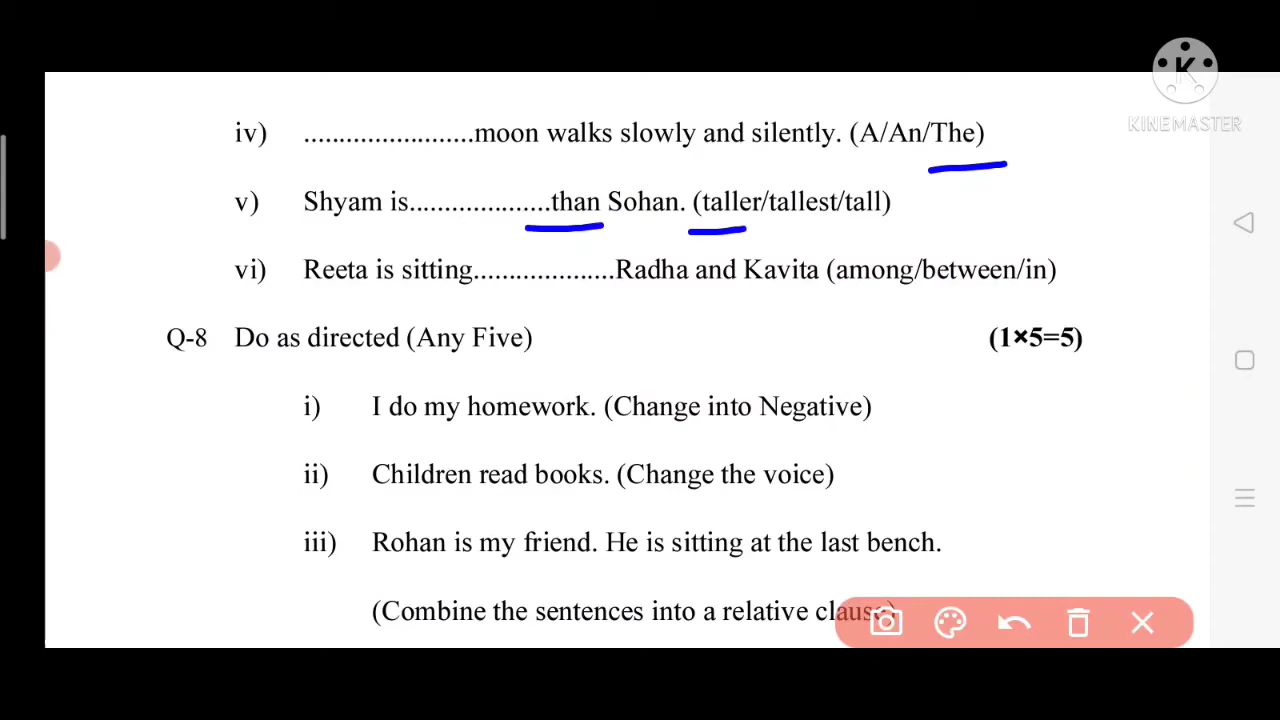 K
KINEMASTER
iv) ........................moon walks slowly and silently. (A/An/The)
v) Shyam is....................than Sohan. (taller/tallest/tall)
vi) Reeta is sitting....................Radha and Kavita (among/between/in)
Q-8 Do as directed (Any Five) (1×5=5)
i) I do my homework. (Change into Negative)
ii) Children read books. (Change the voice)
iii) Rohan is my friend. He is sitting at the last bench.
(Combine the sentences into a relative clause)